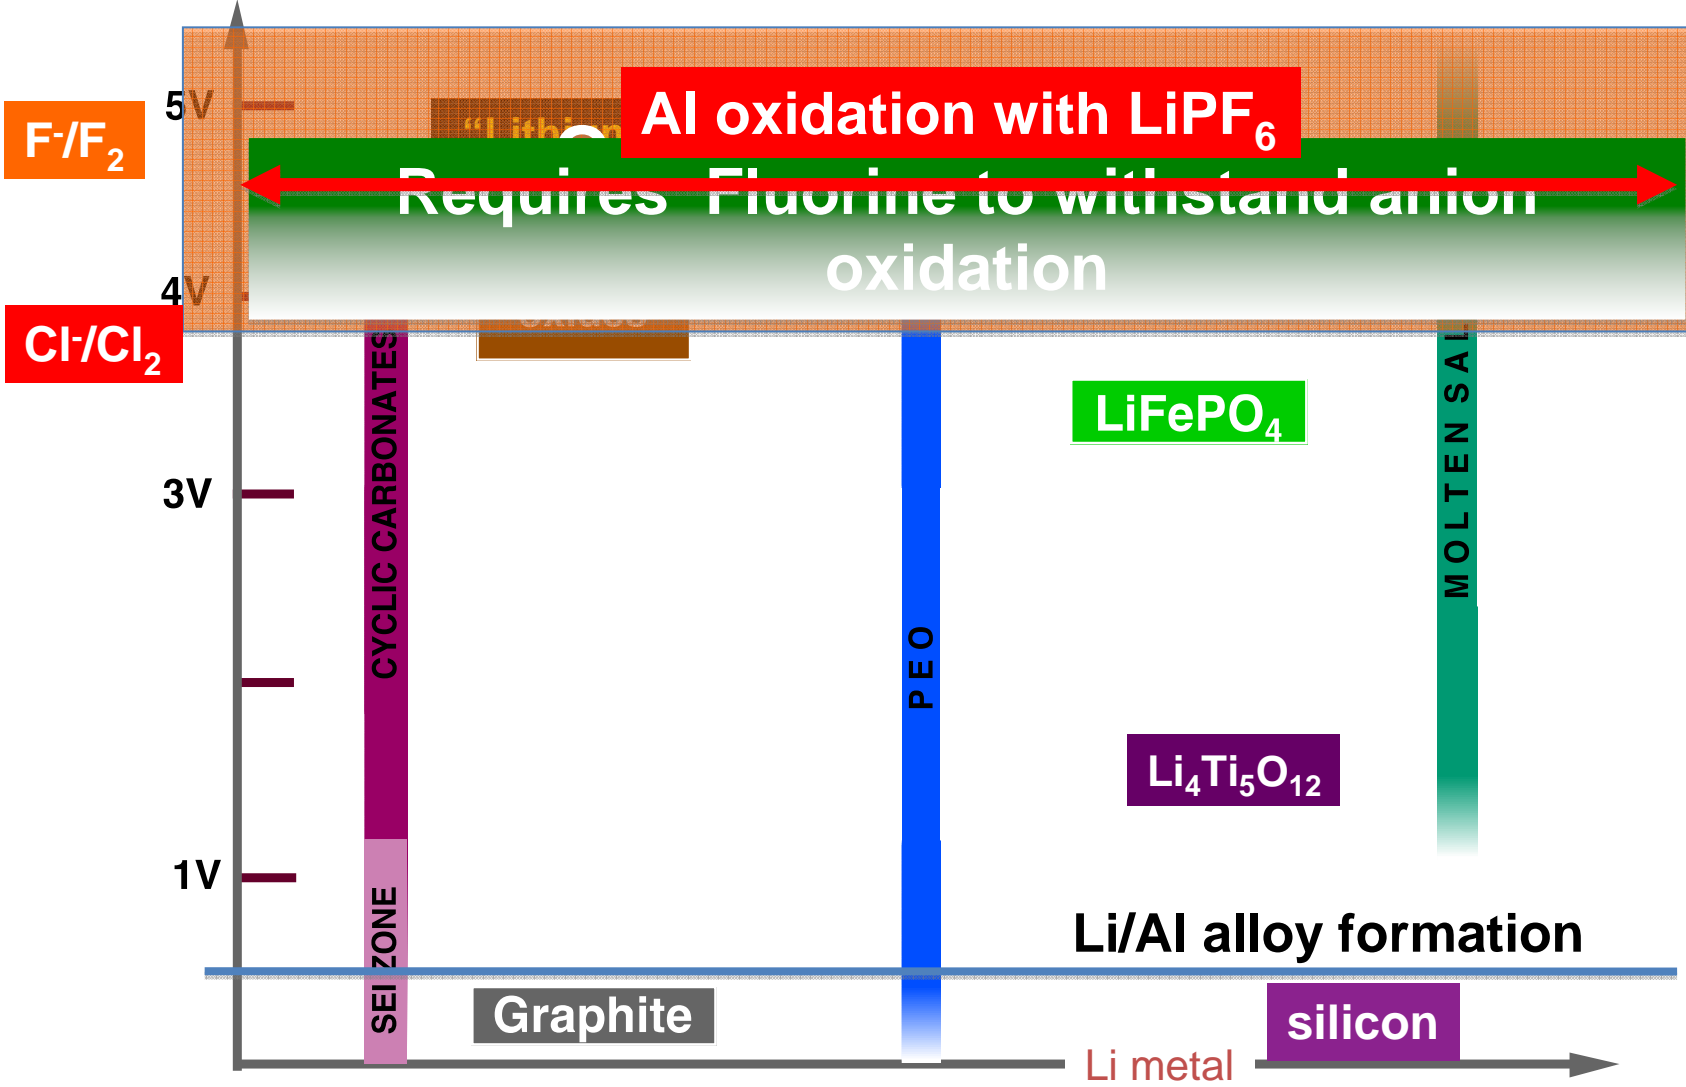 5V
Al oxidation with LiPF₆
F⁻/F₂
Requires Fluorine to withstand anion
oxidation
4V
Cl⁻/Cl₂
LiFePO₄
3V
CYCLIC CARBONATES
MOLTEN
PEO
Li₄Ti₅O₁₂
1V
SEI ZONE
Li/Al alloy formation
Graphite
silicon
Li metal